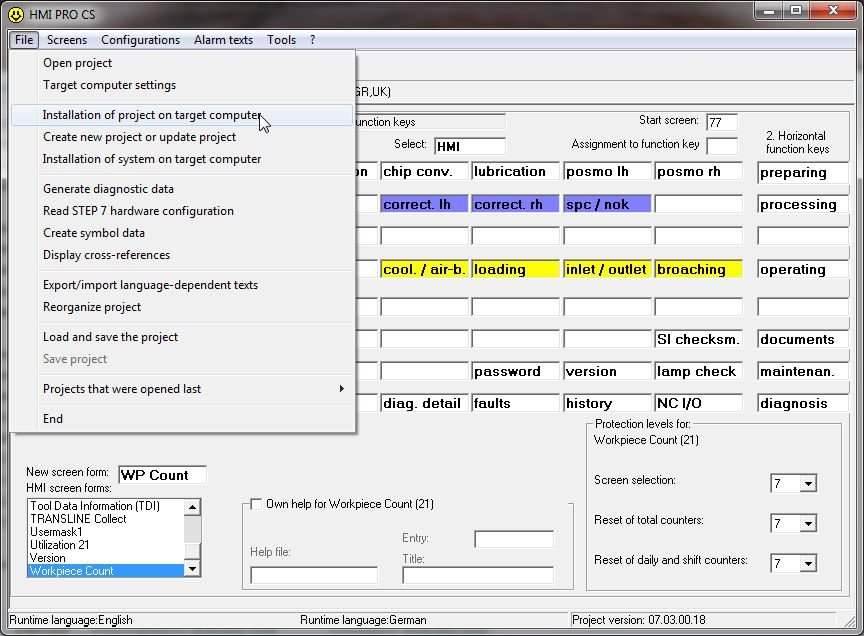 HMI PRO CS
File Screens Configurations Alarm texts Tools ?
Open project
Target computer settings
GR,UK)
Installation of project on target computer
unction keys
Start screen: 77
Create new project or update project
Select: HMI
Assignment to function key
2. Horizontal
function keys
Installation of system on target computer
on chip conv. lubrication posmo lh posmo rh preparing
Generate diagnostic data
Read STEP 7 hardware configuration
correct. lh correct. rh spc / nok processing
Create symbol data
Display cross-references
cool. / air-b. loading inlet / outlet broaching operating
Export/import language-dependent texts
Reorganize project
Load and save the project
SI checksm. documents
Save project
password version lamp check maintenan.
Projects that were opened last
diag. detail faults history NC I/O diagnosis
End
Protection levels for:
Workpiece Count (21)
New screen form: WP Count
HMI screen forms:
Tool Data Information (TDI)
TRANSLINE Collect
Usermask1
Utilization 21
Version
Workpiece Count
Own help for Workpiece Count (21)
Entry:
Help file:
Title:
Screen selection: 7
Reset of total counters: 7
Reset of daily and shift counters: 7
Runtime language:English Runtime language:German Project version: 07.03.00.18